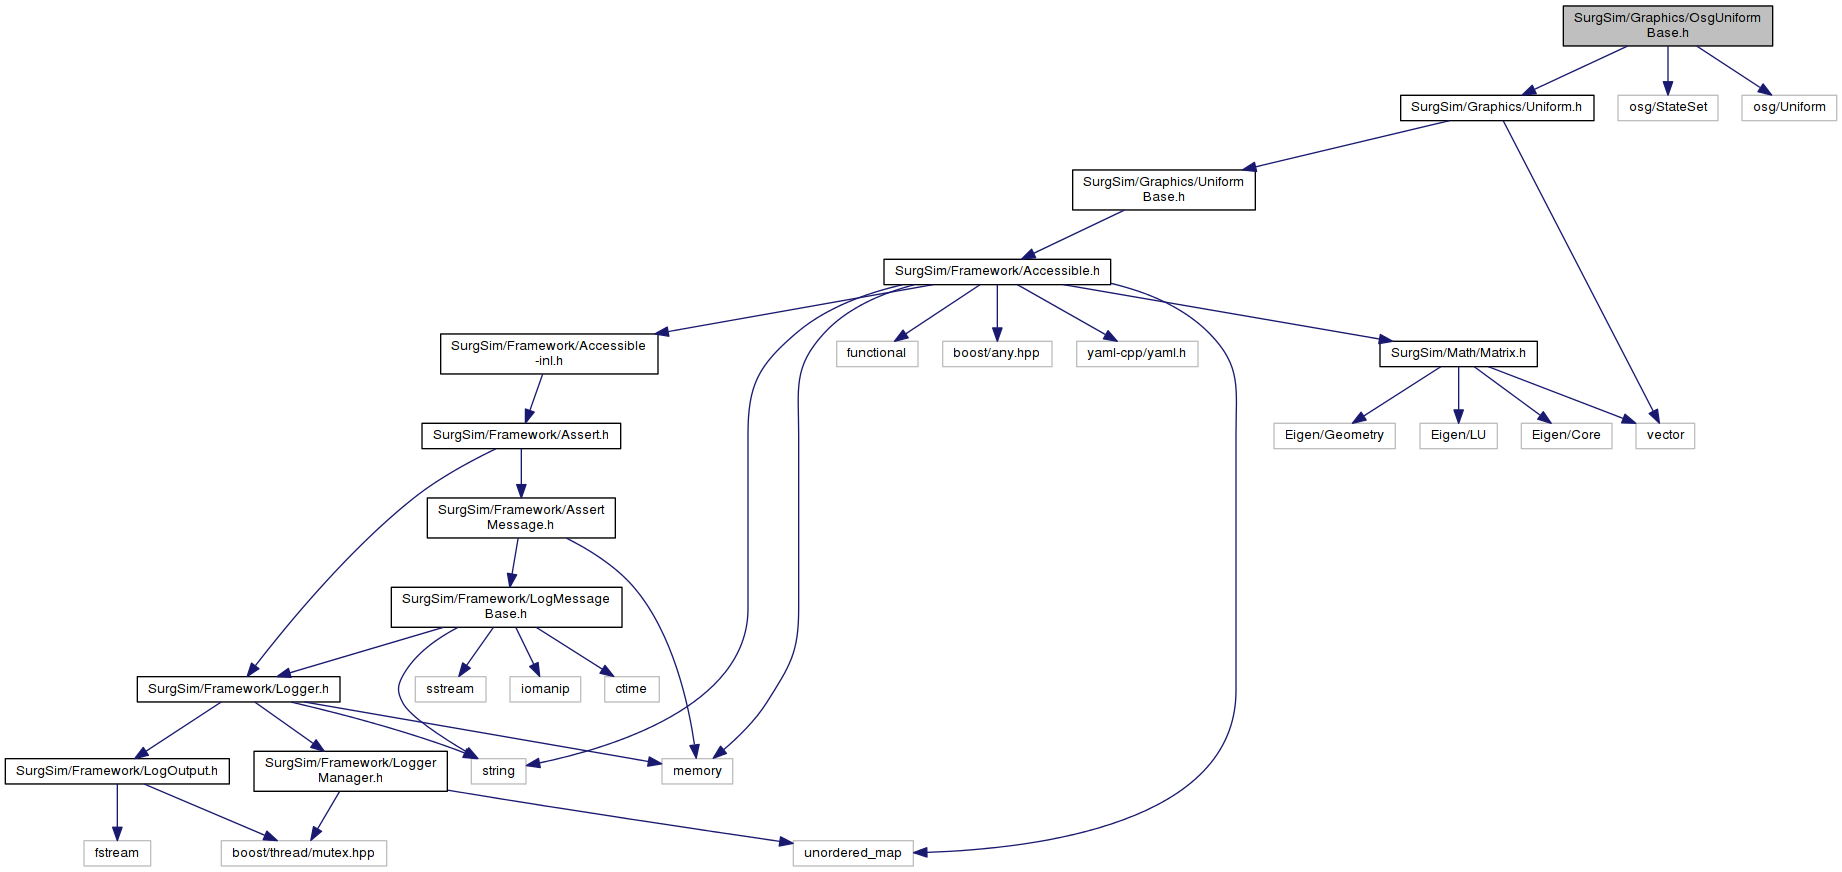 SurgSim/Graphics/OsgUniform
Base.h
SurgSim/Graphics/Uniform.h
osg/StateSet
osg/Uniform
SurgSim/Graphics/Uniform
Base.h
SurgSim/Framework/Accessible.h
SurgSim/Framework/Accessible
-inl.h
functional
boost/any.hpp
yaml-cpp/yaml.h
SurgSim/Math/Matrix.h
SurgSim/Framework/Assert.h
Eigen/Geometry
Eigen/LU
Eigen/Core
vector
SurgSim/Framework/Assert
Message.h
SurgSim/Framework/LogMessage
Base.h
SurgSim/Framework/Logger.h
sstream
iomanip
ctime
SurgSim/Framework/LogOutput.h
SurgSim/Framework/Logger
Manager.h
string
memory
fstream
boost/thread/mutex.hpp
unordered_map